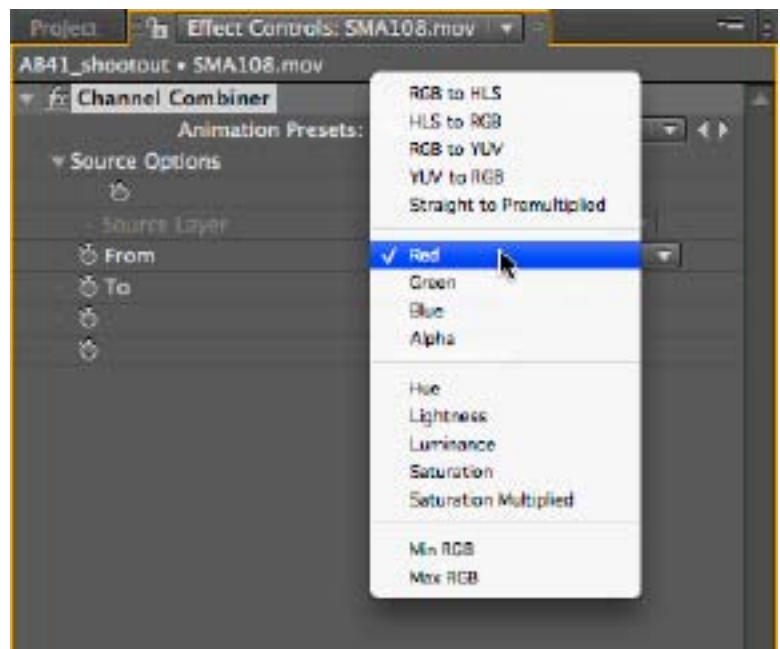 Project Effect Controls: SMA108.mov
A841_shootout • SMA108.mov
fx Channel Combiner
Animation Presets:
Source Options
Source Layer
From
To
RGB to HLS
HLS to RGB
RGB to YUV
YUV to RGB
Straight to Premultiplied
Red
Green
Blue
Alpha
Hue
Lightness
Luminance
Saturation
Saturation Multiplied
Min RGB
Max RGB